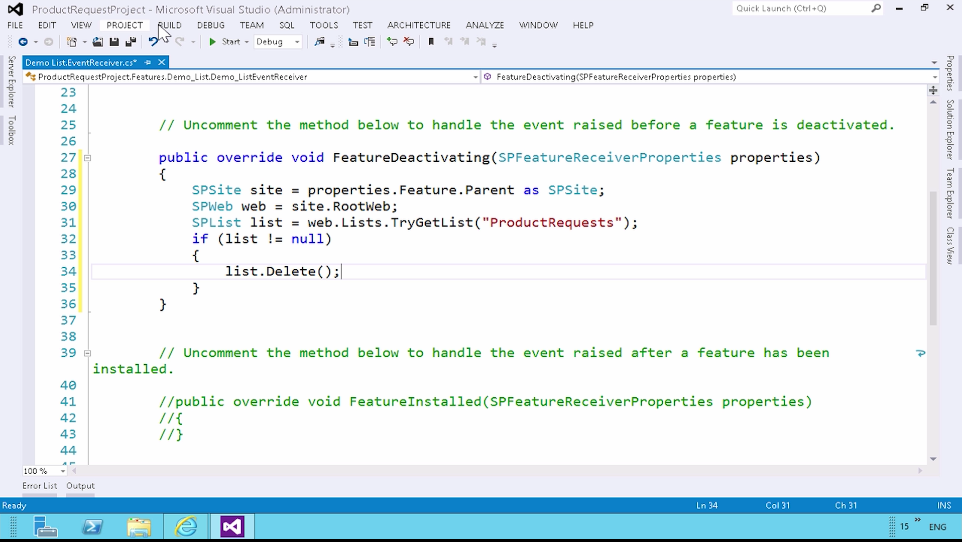 ProductRequestProject - Microsoft Visual Studio (Administrator)
Quick Launch (Ctrl+Q)
FILE EDIT VIEW PROJECT BUILD DEBUG TEAM SQL TOOLS TEST ARCHITECTURE ANALYZE WINDOW HELP
Start Debug
Demo List.EventReceiver.cs*
ProductRequestProject.Features.Demo_List.Demo_ListEventReceiver
FeatureDeactivating(SPFeatureReceiverProperties properties)
23
24
25 // Uncomment the method below to handle the event raised before a feature is deactivated.
26
27 public override void FeatureDeactivating(SPFeatureReceiverProperties properties)
28 {
29 SPSite site = properties.Feature.Parent as SPSite;
30 SPWeb web = site.RootWeb;
31 SPList list = web.Lists.TryGetList("ProductRequests");
32 if (list != null)
33 {
34 list.Delete();
35 }
36 }
37
38
39 // Uncomment the method below to handle the event raised after a feature has been
installed.
40
41 //public override void FeatureInstalled(SPFeatureReceiverProperties properties)
42 //{
43 //}
44
Server Explorer
Toolbox
Properties
Solution Explorer
Team Explorer
Class View
100 %
Error List Output
Ready Ln 34 Col 31 Ch 31 INS
15 ENG